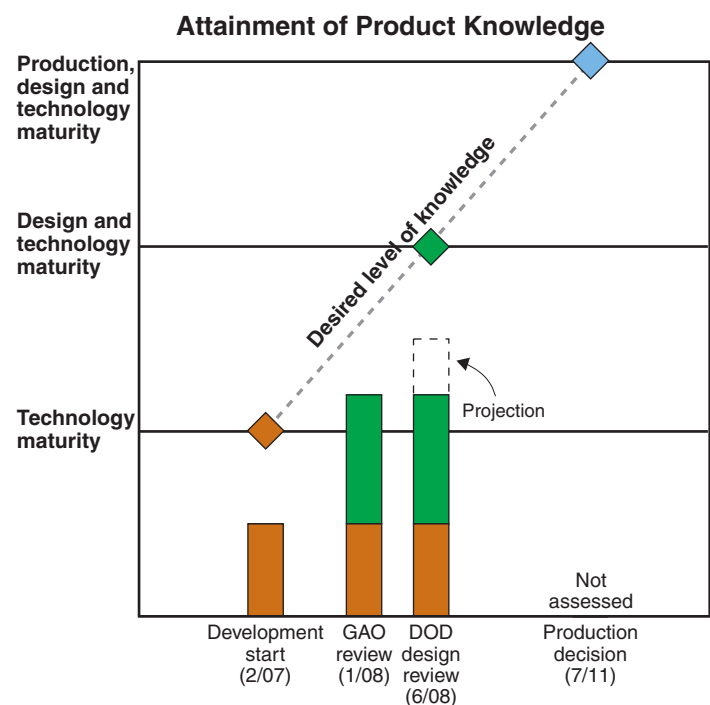 Attainment of Product Knowledge
Production,
design and
technology
maturity
Design and
technology
maturity
Technology
maturity
Desired level of knowledge
Projection
Not
assessed
Development
start
(2/07)
GAO
review
(1/08)
DOD
design
review
(6/08)
Production
decision
(7/11)